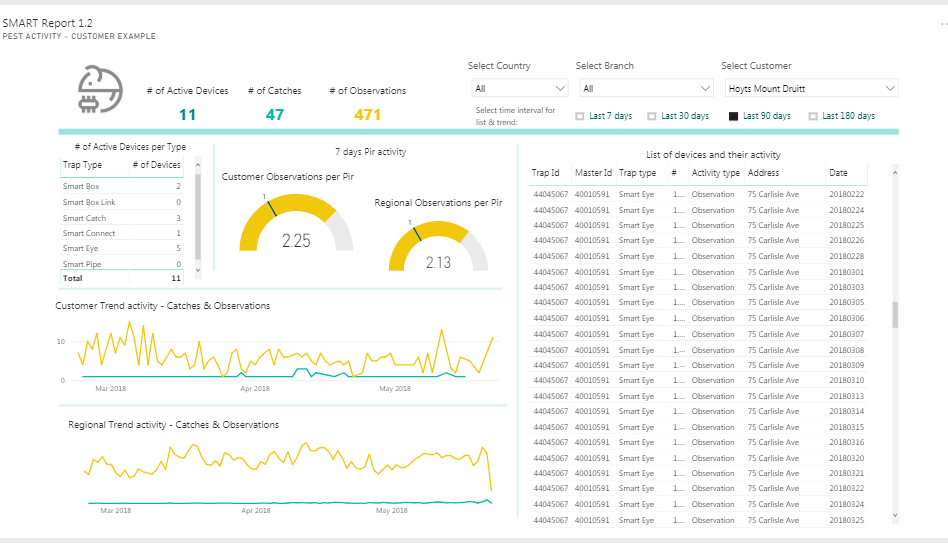 SMART Report 1.2
PEST ACTIVITY - CUSTOMER EXAMPLE
# of Active Devices
11
# of Catches
47
# of Observations
471
Select Country
All
Select Branch
All
Select Customer
Hoyts Mount Druitt
Select time interval for
list & trend:
Last 7 days
Last 30 days
Last 90 days
Last 180 days
# of Active Devices per Type
Trap Type # of Devices
Smart Box 2
Smart Box Link 0
Smart Catch 3
Smart Connect 1
Smart Eye 5
Smart Pipe 0
Total 11
7 days Pir activity
Customer Observations per Pir
1
2.25
Regional Observations per Pir
1
2.13
Customer Trend activity - Catches & Observations
10
0
Mar 2018 Apr 2018 May 2018
Regional Trend activity - Catches & Observations
Mar 2018 Apr 2018 May 2018
List of devices and their activity
Trap Id Master Id Trap type # Activity type Address Date
44045067 40010591 Smart Eye 1... Observation 75 Carlisle Ave 20180222
44045067 40010591 Smart Eye 1... Observation 75 Carlisle Ave 20180224
44045067 40010591 Smart Eye 1... Observation 75 Carlisle Ave 20180225
44045067 40010591 Smart Eye 1... Observation 75 Carlisle Ave 20180226
44045067 40010591 Smart Eye 1... Observation 75 Carlisle Ave 20180228
44045067 40010591 Smart Eye 1... Observation 75 Carlisle Ave 20180301
44045067 40010591 Smart Eye 1... Observation 75 Carlisle Ave 20180303
44045067 40010591 Smart Eye 1... Observation 75 Carlisle Ave 20180305
44045067 40010591 Smart Eye 1... Observation 75 Carlisle Ave 20180306
44045067 40010591 Smart Eye 1... Observation 75 Carlisle Ave 20180307
44045067 40010591 Smart Eye 1... Observation 75 Carlisle Ave 20180308
44045067 40010591 Smart Eye 1... Observation 75 Carlisle Ave 20180309
44045067 40010591 Smart Eye 1... Observation 75 Carlisle Ave 20180310
44045067 40010591 Smart Eye 1... Observation 75 Carlisle Ave 20180313
44045067 40010591 Smart Eye 1... Observation 75 Carlisle Ave 20180314
44045067 40010591 Smart Eye 1... Observation 75 Carlisle Ave 20180315
44045067 40010591 Smart Eye 1... Observation 75 Carlisle Ave 20180316
44045067 40010591 Smart Eye 1... Observation 75 Carlisle Ave 20180320
44045067 40010591 Smart Eye 1... Observation 75 Carlisle Ave 20180321
44045067 40010591 Smart Eye 1... Observation 75 Carlisle Ave 20180322
44045067 40010591 Smart Eye 1... Observation 75 Carlisle Ave 20180324
44045067 40010591 Smart Eye 1... Observation 75 Carlisle Ave 20180325